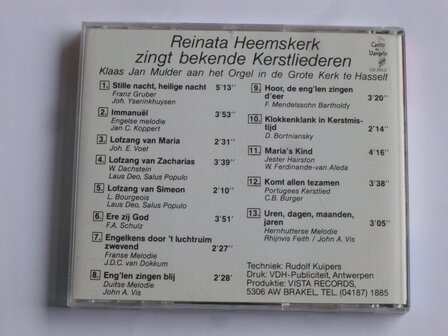 Reinata Heemskerk
zingt bekende Kerstliederen
Klaas Jan Mulder aan het Orgel in de Grote Kerk te Hasselt
Canto
1. Stille nacht, heilige nacht 5'13''
Franz Gruber
Joh. Yserinkhuysen
2. Immanuël 3'53''
Engelse melodie
Jan C. Koppert
3. Lofzang van Maria 2'31''
Joh. E. Voet
4. Lofzang van Zacharias 3'39''
W. Dachstein
Laus Deo, Salus Populo
5. Lofzang van Simeon 2'10''
L. Bourgeois
Laus Deo, Salus Populo
6. Ere zij God 3'51'
F.A. Schulz
7. Engelkens door 't luchtruim
zwevend 2'27''
Franse Melodie
J.D.C. van Dokkum
8. Eng'len zingen blij 2'28'
Duitse Melodie
John A. Vis
9. Hoor, de eng'len zingen
d'eer 3'20''
F. Mendelssohn Bartholdy
10. Klokkenklank in Kerstmis-
tijd 2'14''
D. Bortniansky
11. Maria's Kind 4'16''
Jester Hairston
W. Ferdinande-van Aleda
12. Komt allen tezamen 3'38''
Portugees Kerstlied
C.B. Burger
13. Uren, dagen, maanden,
jaren 3'05''
Hernhutterse Melodie
Rhijnvis Feith / John A. Vis
Techniek: Rudolf Kuipers
Druk: VDH-Publiciteit, Antwerpen
Produktie: VISTA RECORDS,
5306 AW BRAKEL, TEL. (04187) 1885